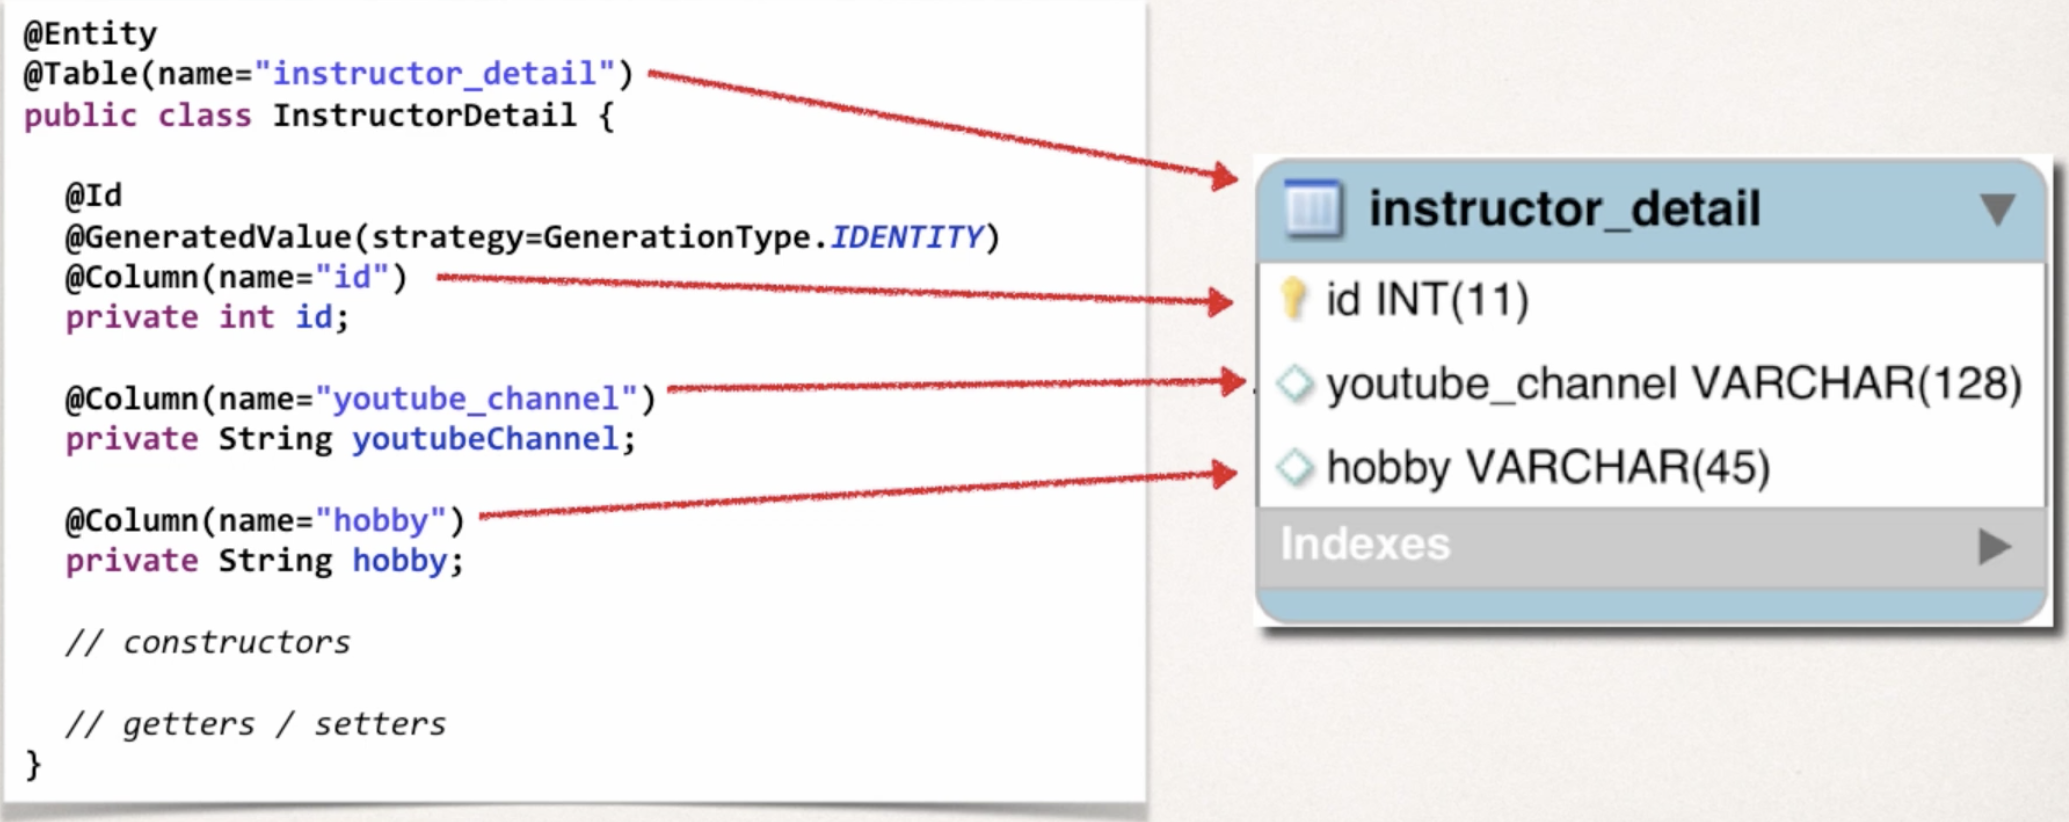 @Entity
@Table(name="instructor_detail")
public class InstructorDetail {
@Id
@GeneratedValue(strategy=GenerationType.IDENTITY)
@Column(name="id")
private int id;
@Column(name="youtube_channel")
private String youtubeChannel;
@Column(name="hobby")
private String hobby;
// constructors
// getters / setters
}
instructor_detail
id INT(11)
youtube_channel VARCHAR(128)
hobby VARCHAR(45)
Indexes